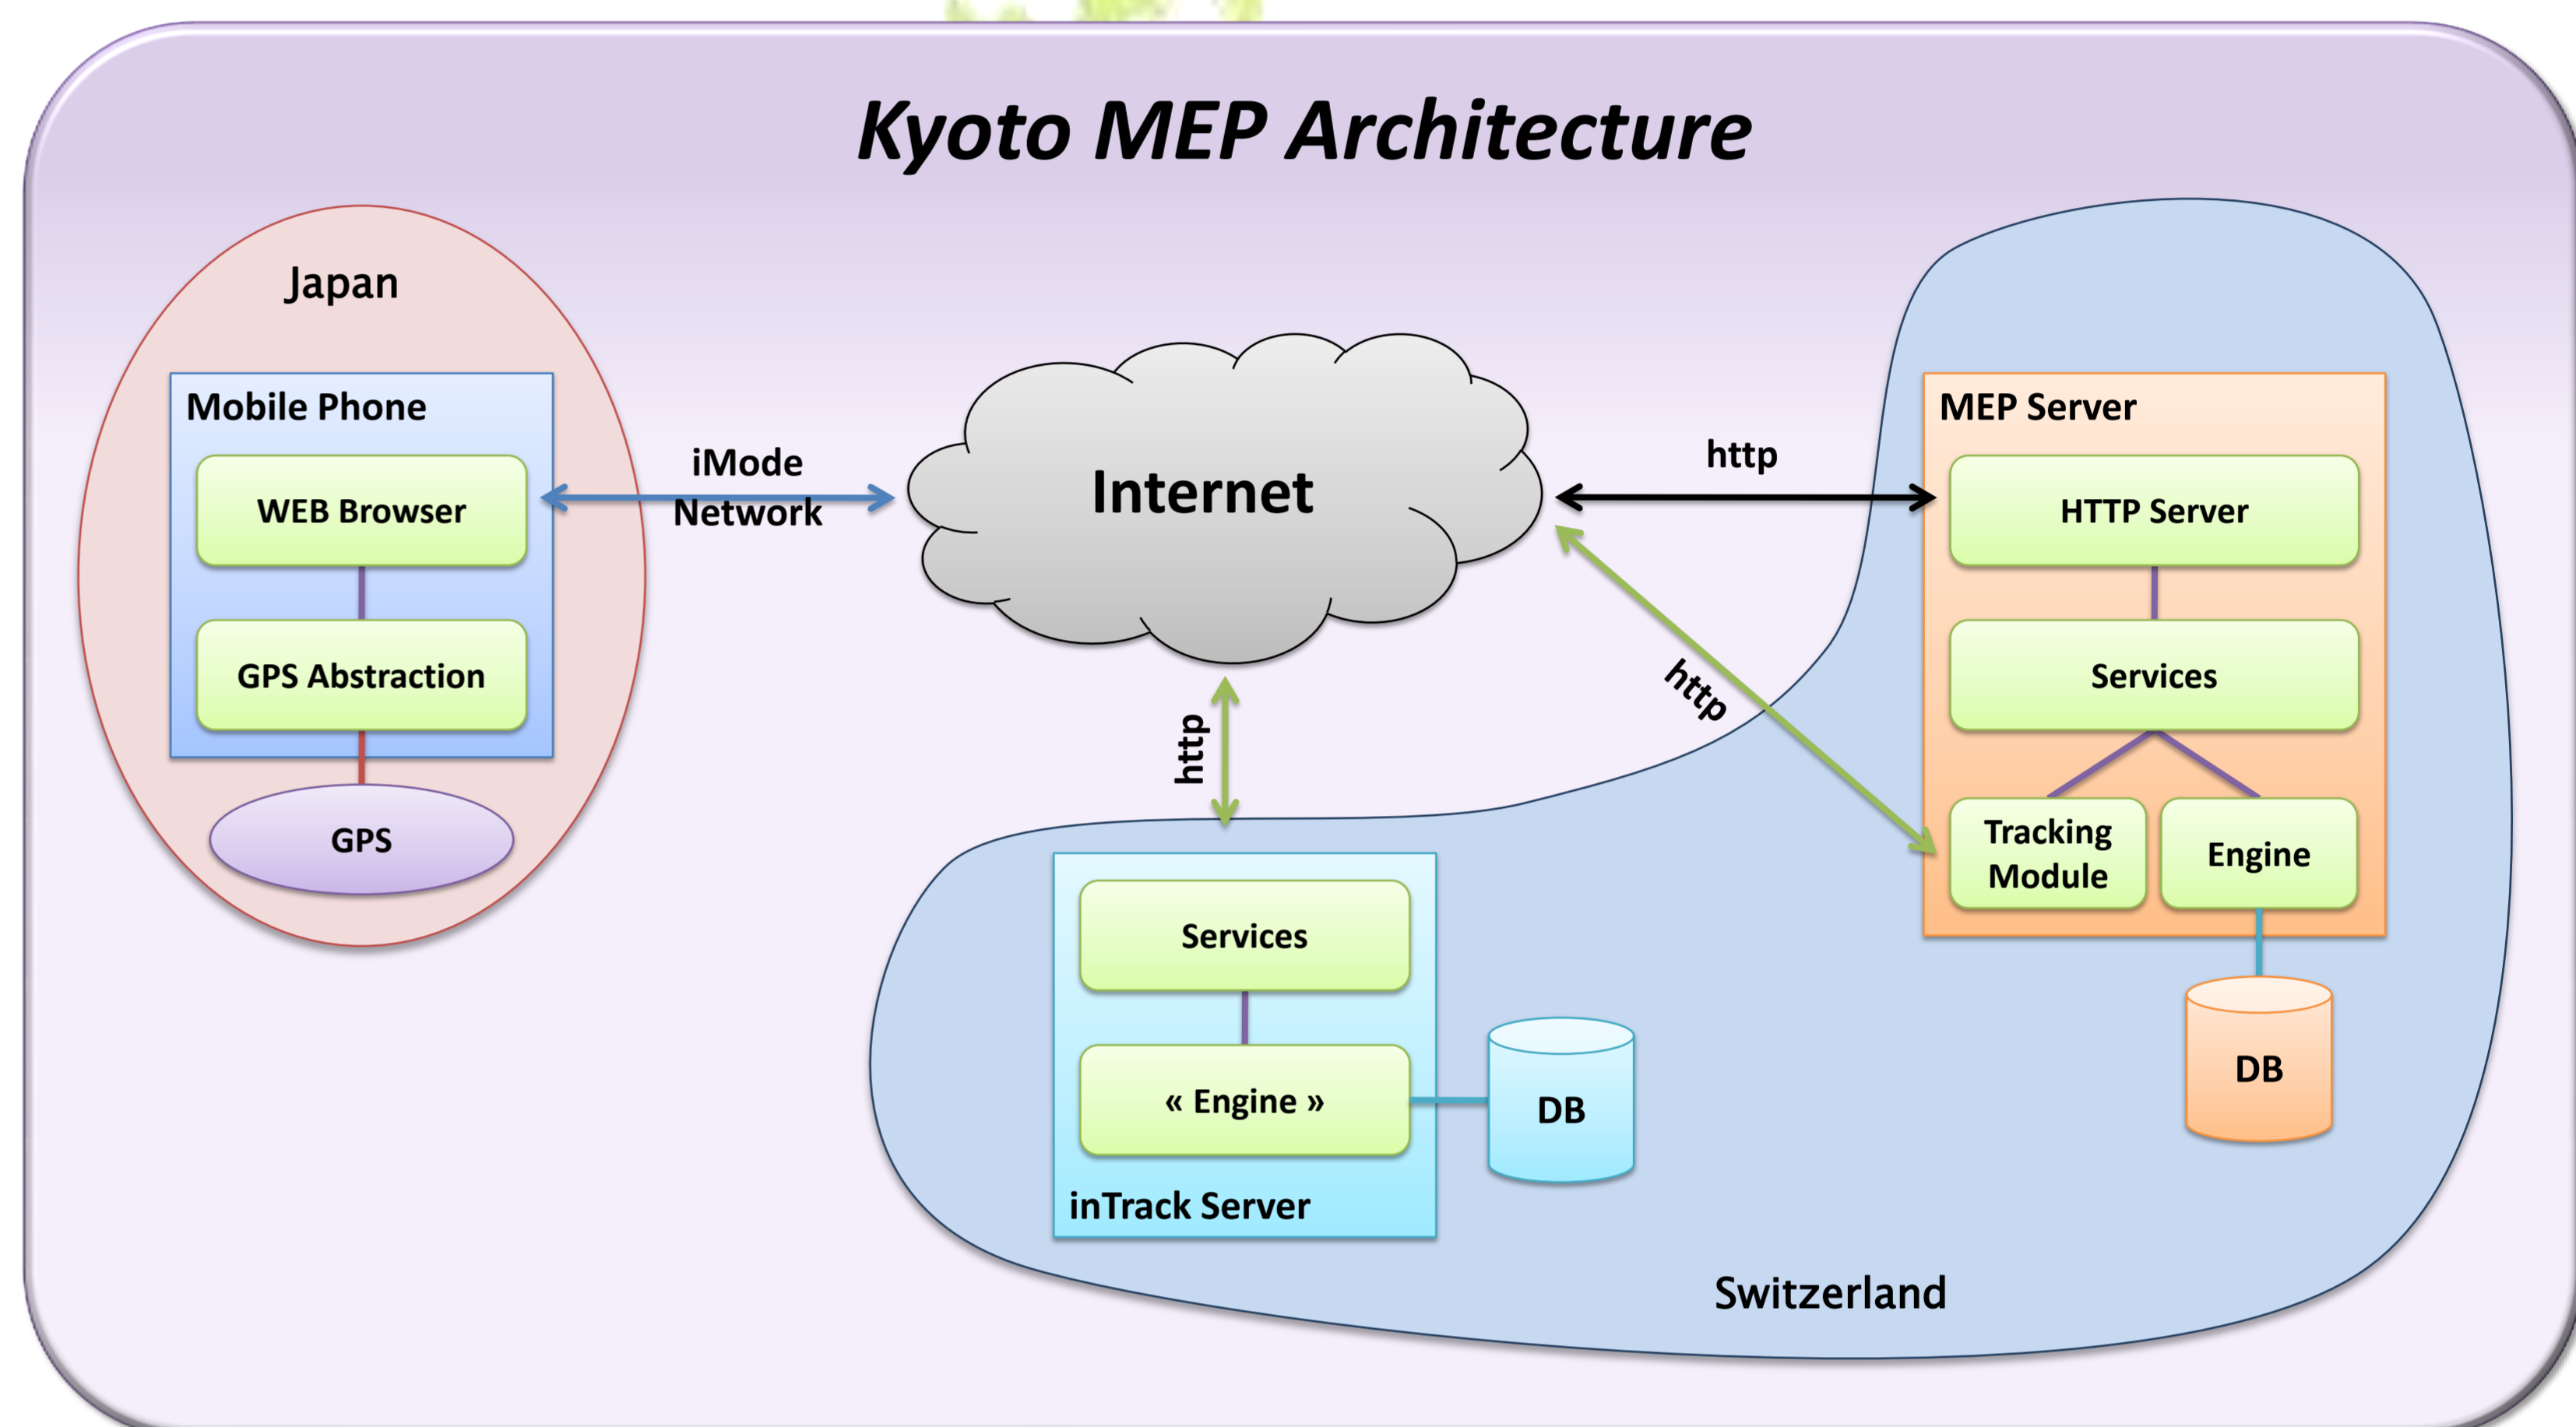 Kyoto MEP Architecture
Japan
Mobile Phone
WEB Browser
GPS Abstraction
GPS
iMode
Network
Internet
http
http
http
MEP Server
HTTP Server
Services
Tracking
Module
Engine
DB
Services
« Engine »
inTrack Server
DB
Switzerland